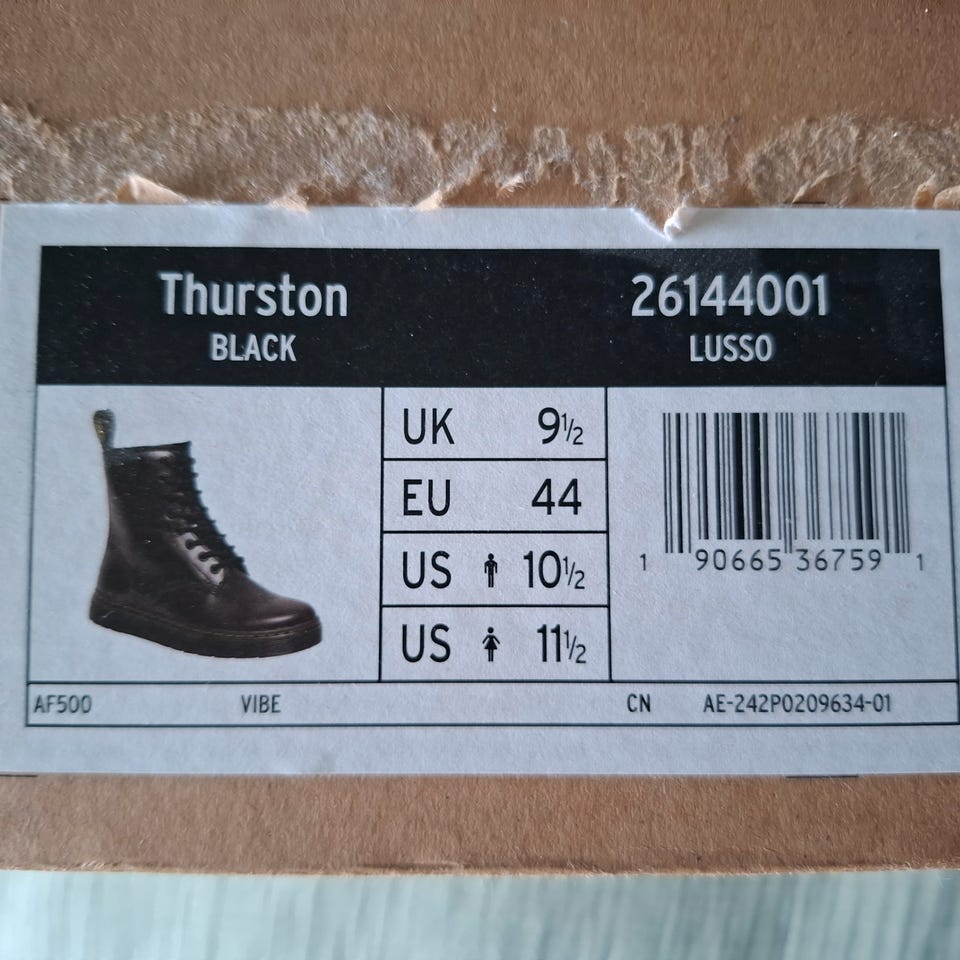 Thurston 26144001
BLACK LUSSO
UK 9½
EU 44
US 10½
US 11½
1 90665 36759 1
AF500 VIBE CN AE-242P0209634-01